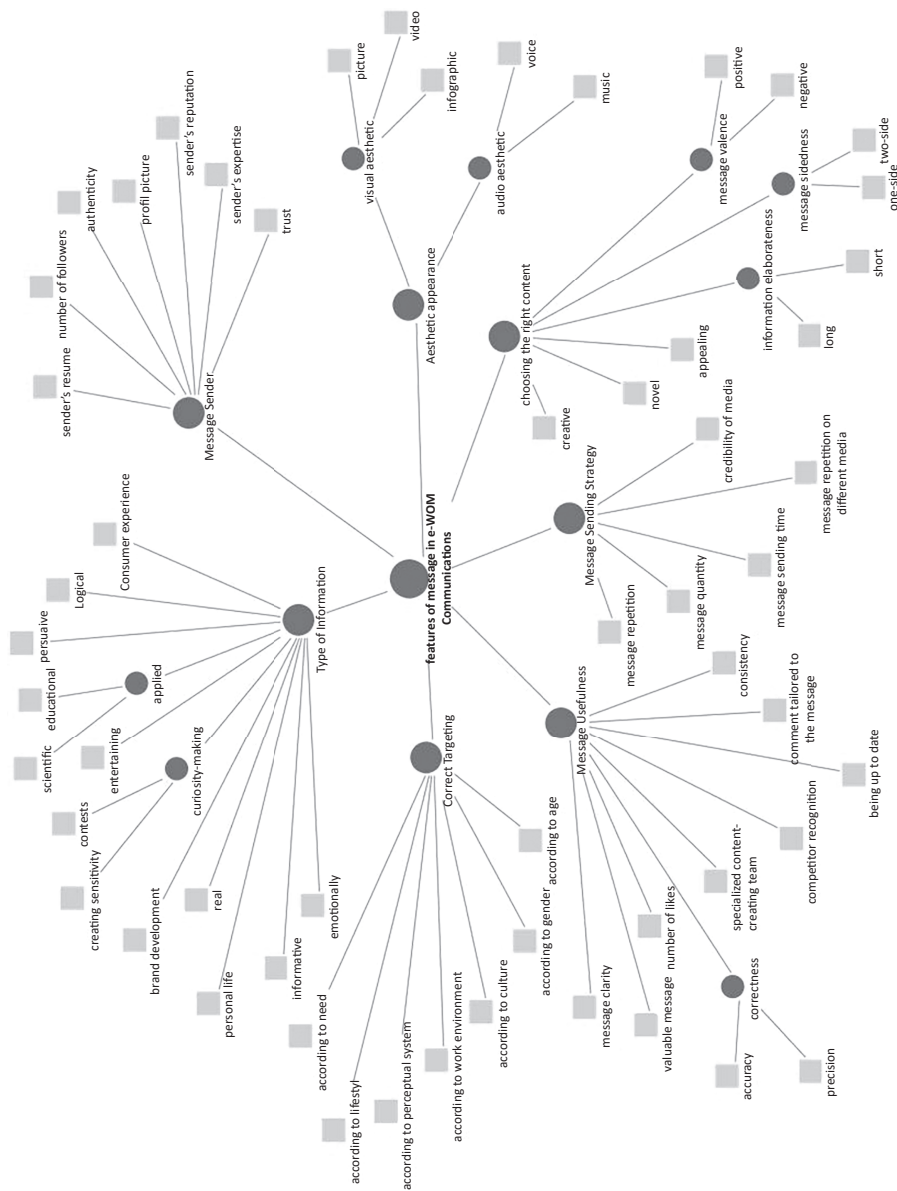 features of message in e-WOM
Communications
Message Sender
sender's resume
number of followers
authenticity
profil picture
sender's reputation
sender's expertise
trust
Aesthetic appearance
visual aesthetic
picture
video
infographic
audio aesthetic
voice
music
choosing the right content
creative
novel
appealing
information elaborateness
long
short
message sidedness
one-side
two-side
message valence
positive
negative
Message Sending Strategy
message repetition
message quantity
message sending time
message repetition on
different media
credibility of media
Message Usefulness
consistency
comment tailored to
the message
being up to date
competitor recognition
specialized content-
creating team
correctness
accuracy
precision
number of likes
valuable message
message clarity
Correct Targeting
according to age
according to gender
according to culture
according to work environment
according to perceptual system
according to lifestyl
according to need
Type of Information
Consumer experience
Logical
persuaive
applied
educational
scientific
entertaining
curiosity-making
contests
creating sensitivity
brand development
real
personal life
informative
emotionally